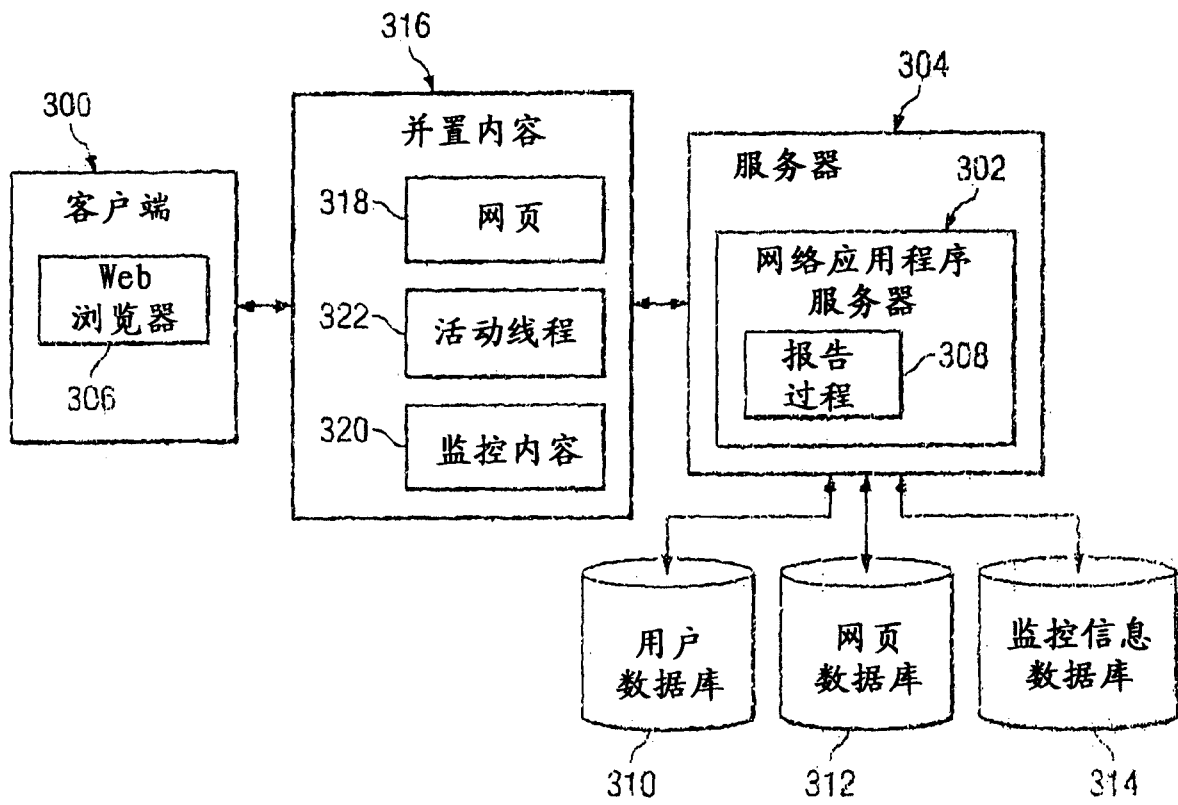 316
304
300
并置内容
服务器
302
客户端
318
网页
网络应用程序
服务器
Web
浏览器
322
活动线程
报告
过程
308
306
320
监控内容
用户
数据库
网页
数据库
监控信息
数据库
310
312
314